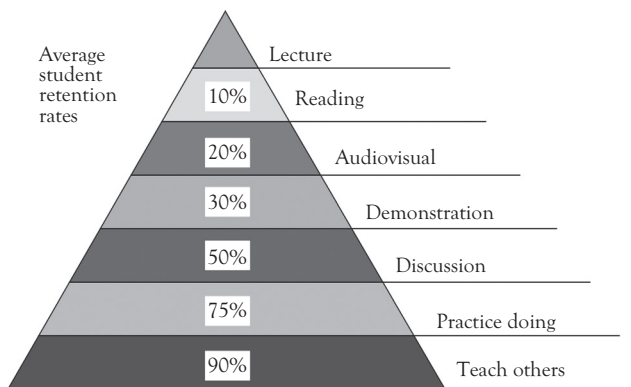 Average
student
retention
rates
Lecture
10%
Reading
20%
Audiovisual
30%
Demonstration
50%
Discussion
75%
Practice doing
90%
Teach others